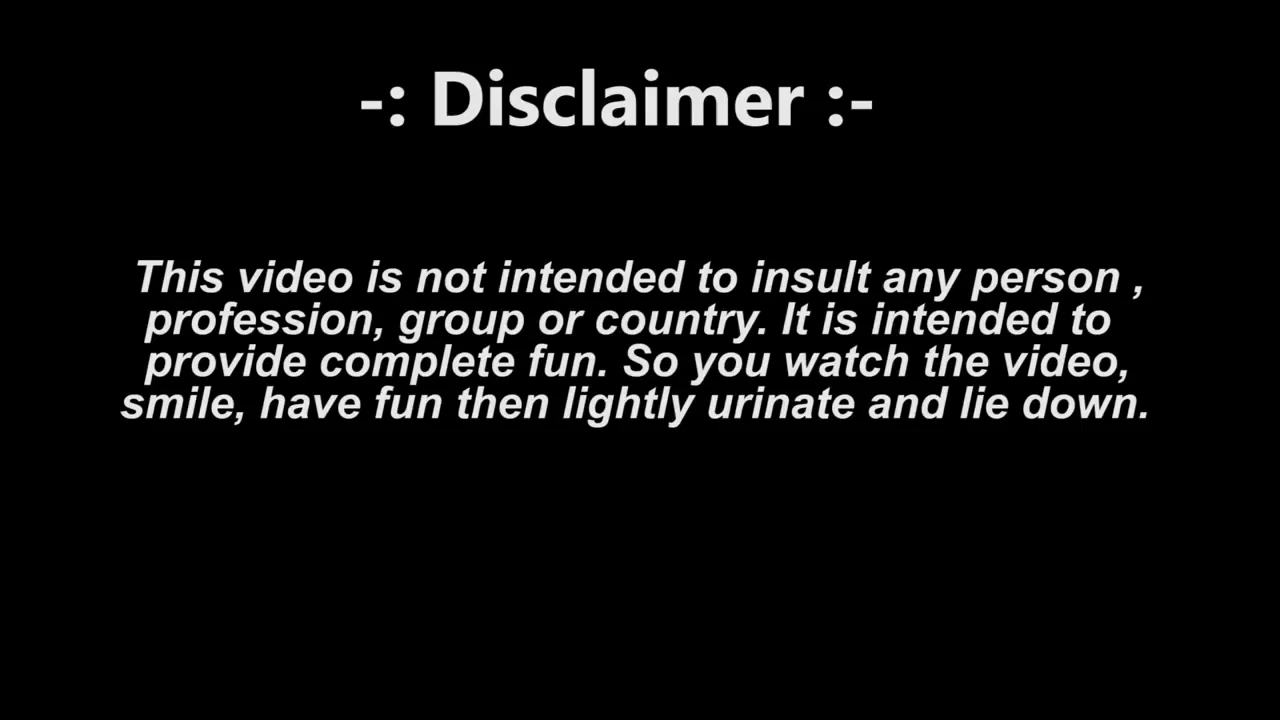 -: Disclaimer :-
This video is not intended to insult any person ,
profession, group or country. It is intended to
provide complete fun. So you watch the video,
smile, have fun then lightly urinate and lie down.